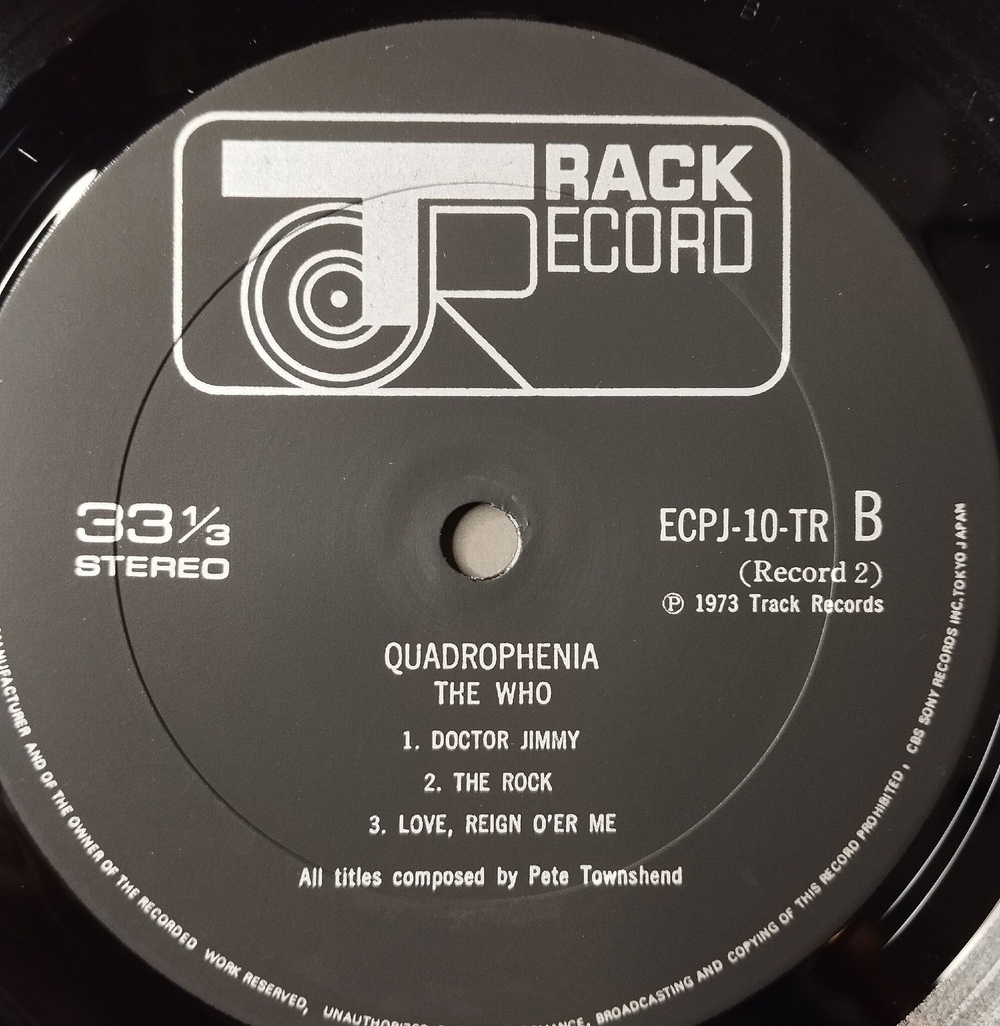 TRACK
RECORD
33⅓
STEREO
ECPJ-10-TR B
(Record 2)
Ⓟ 1973 Track Records
QUADROPHENIA
THE WHO
1. DOCTOR JIMMY
2. THE ROCK
3. LOVE, REIGN O'ER ME
All titles composed by Pete Townshend
MANUFACTURER AND OF THE OWNER OF THE RECORDED WORK RESERVED, BROADCASTING AND COPYING OF THIS RECORD PROHIBITED, CBS SONY RECORDS INC. TOKYO JAPAN